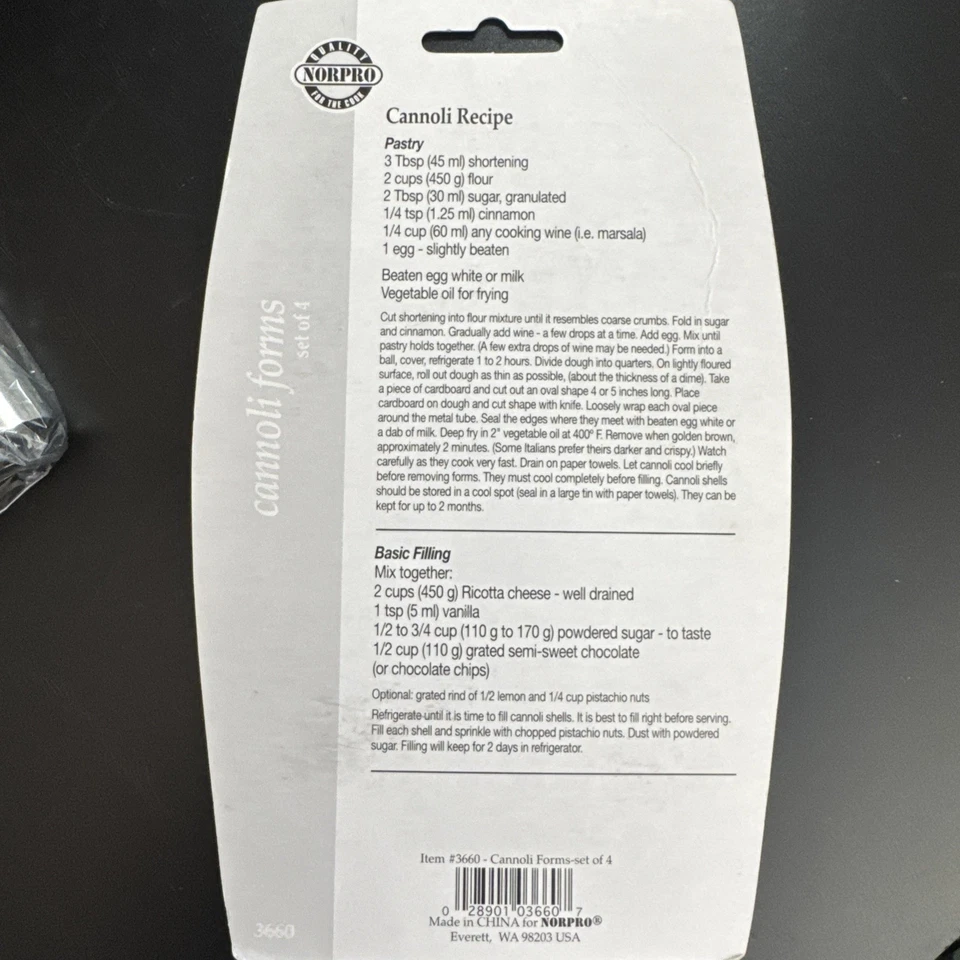 QUALITY
NORPRO
FOR THE COOK
Cannoli Recipe
Pastry
3 Tbsp (45 ml) shortening
2 cups (450 g) flour
2 Tbsp (30 ml) sugar, granulated
1/4 tsp (1.25 ml) cinnamon
1/4 cup (60 ml) any cooking wine (i.e. marsala)
1 egg - slightly beaten
Beaten egg white or milk
Vegetable oil for frying
Cut shortening into flour mixture until it resembles coarse crumbs. Fold in sugar
and cinnamon. Gradually add wine - a few drops at a time. Add egg. Mix until
pastry holds together. (A few extra drops of wine may be needed.) Form into a
ball, cover, refrigerate 1 to 2 hours. Divide dough into quarters. On lightly floured
surface, roll out dough as thin as possible, (about the thickness of a dime). Take
a piece of cardboard and cut out an oval shape 4 or 5 inches long. Place
cardboard on dough and cut shape with knife. Loosely wrap each oval piece
around the metal tube. Seal the edges where they meet with beaten egg white or
a dab of milk. Deep fry in 2" vegetable oil at 400° F. Remove when golden brown,
approximately 2 minutes. (Some Italians prefer theirs darker and crispy.) Watch
carefully as they cook very fast. Drain on paper towels. Let cannoli cool briefly
before removing forms. They must cool completely before filling. Cannoli shells
should be stored in a cool spot (seal in a large tin with paper towels). They can be
kept for up to 2 months.
cannoli forms
set of 4
Basic Filling
Mix together:
2 cups (450 g) Ricotta cheese - well drained
1 tsp (5 ml) vanilla
1/2 to 3/4 cup (110 g to 170 g) powdered sugar - to taste
1/2 cup (110 g) grated semi-sweet chocolate
(or chocolate chips)
Optional: grated rind of 1/2 lemon and 1/4 cup pistachio nuts
Refrigerate until it is time to fill cannoli shells. It is best to fill right before serving.
Fill each shell and sprinkle with chopped pistachio nuts. Dust with powdered
sugar. Filling will keep for 2 days in refrigerator.
Item #3660 - Cannoli Forms-set of 4
0 28901 03660 7
Made in CHINA for NORPRO®
Everett, WA 98203 USA
3660